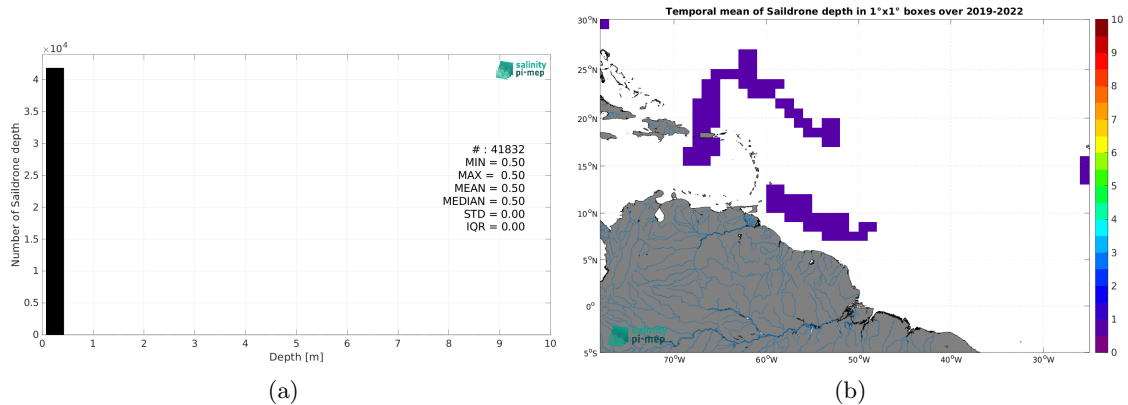 ×10⁴
4
3.5
3
2.5
2
1.5
1
0.5
0
Number of Saildrone depth
salinity
pi-mep
# : 41832
MIN = 0.50
MAX = 0.50
MEAN = 0.50
MEDIAN = 0.50
STD = 0.00
IQR = 0.00
0 1 2 3 4 5 6 7 8 9 10
Depth [m]
(a)
Temporal mean of Saildrone depth in 1°x1° boxes over 2019-2022
30°N
25°N
20°N
15°N
10°N
5°N
0°
5°S
salinity
pi-mep
70°W 60°W 50°W 40°W 30°W
10
9
8
7
6
5
4
3
2
1
0
(b)